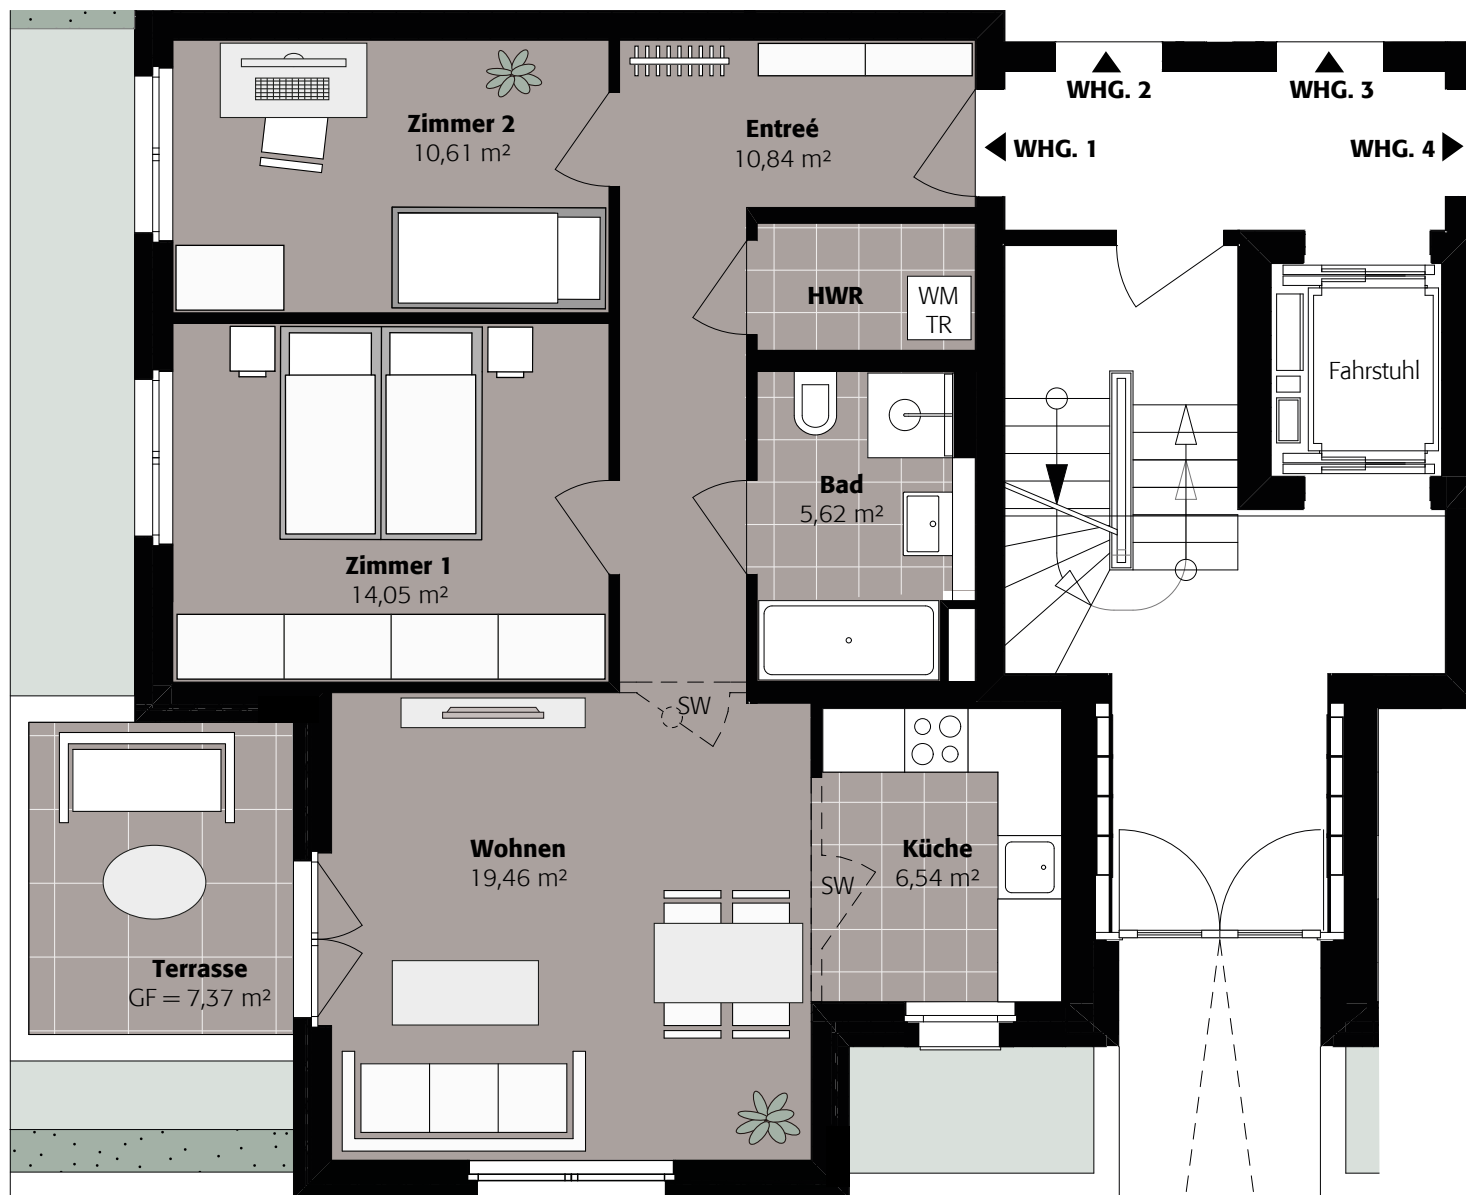 WHG. 2
WHG. 3
WHG. 1
WHG. 4
Zimmer 2
10,61 m²
Entreé
10,84 m²
HWR
WM
TR
Fahrstuhl
Bad
5,62 m²
Zimmer 1
14,05 m²
SW
Wohnen
19,46 m²
Küche
6,54 m²
SW
Terrasse
GF = 7,37 m²